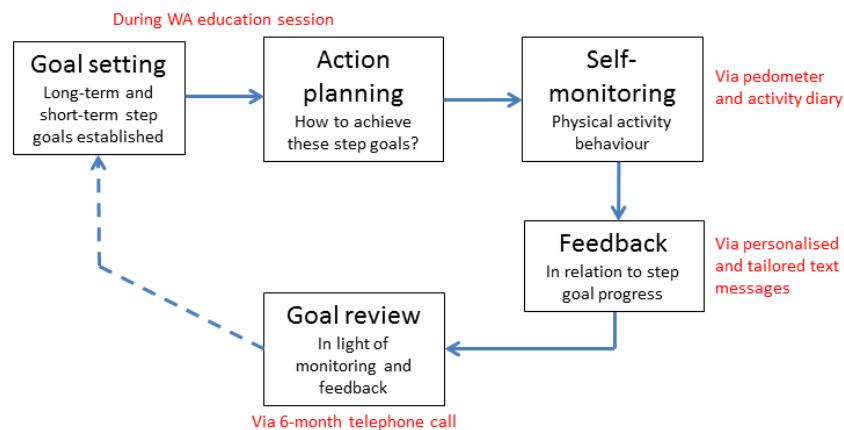 During WA education session
Goal setting
Long-term and
short-term step
goals established
Action
planning
How to achieve
these step goals?
Self-
monitoring
Physical activity
behaviour
Via pedometer
and activity diary
Feedback
In relation to step
goal progress
Via personalised
and tailored text
messages
Goal review
In light of
monitoring and
feedback
Via 6-month telephone call